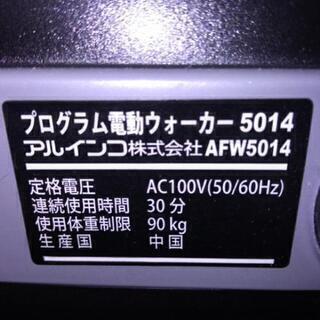 プログラム電動ウォーカー 5014
アルインコ株式会社 AFW5014
定格電圧 AC100V(50/60Hz)
連続使用時間 30 分
使用体重制限 90 kg
生産国 中国